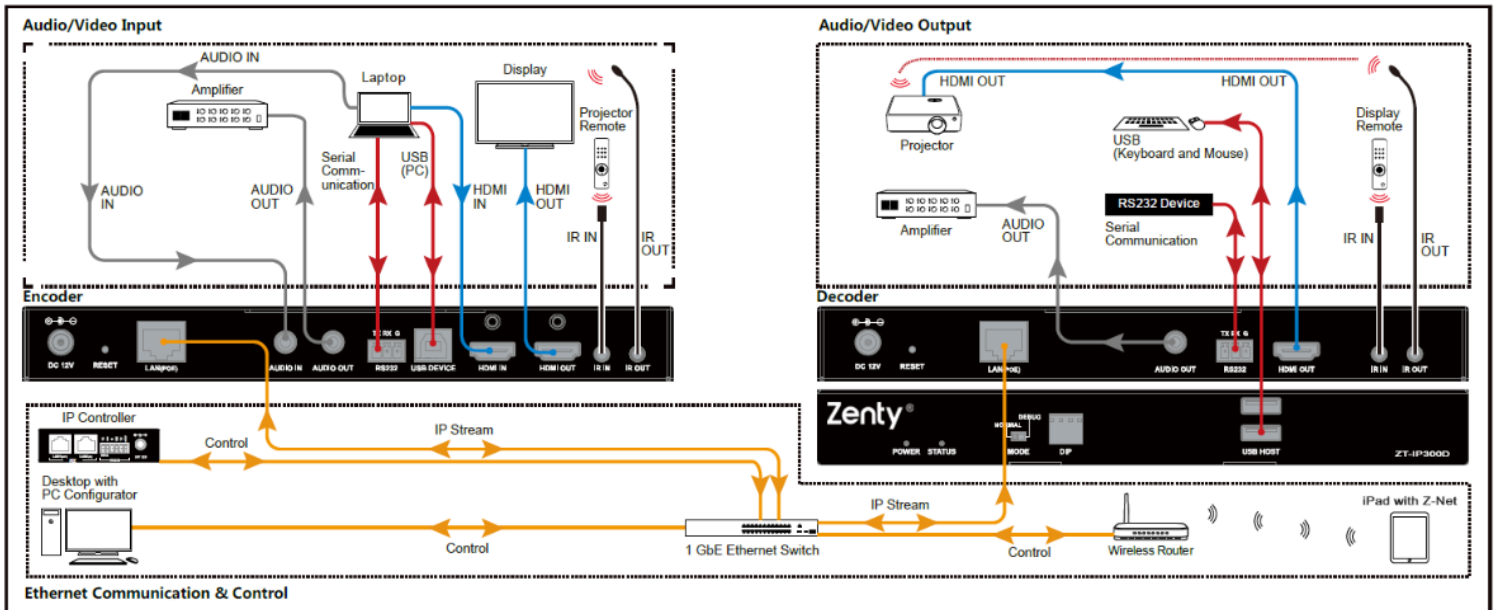 Audio/Video Input
AUDIO IN
Amplifier
Laptop
Display
Projector
Remote
Serial
Comm-
unication
USB
(PC)
AUDIO
IN
AUDIO
OUT
HDMI
IN
HDMI
OUT
IR IN
IR
OUT
Encoder
DC 12V
RESET
LAN(POE)
AUDIO IN
AUDIO OUT
TX RX G
RS232
USB DEVICE
HDMI IN
HDMI OUT
IR IN
IR OUT
Audio/Video Output
HDMI OUT
HDMI OUT
Projector
USB
(Keyboard and Mouse)
Display
Remote
Amplifier
AUDIO
OUT
RS232 Device
Serial
Communication
IR IN
IR
OUT
Decoder
DC 12V
RESET
LAN(POE)
AUDIO OUT
TX RX G
RS232
HDMI OUT
IR IN
IR OUT
Zenty®
POWER
STATUS
NORMAL
DEBUG
MODE
DIP
USB HOST
ZT-IP300D
IP Controller
Control
IP Stream
Desktop with
PC Configurator
Control
1 GbE Ethernet Switch
IP Stream
Control
Wireless Router
iPad with Z-Net
Ethernet Communication & Control